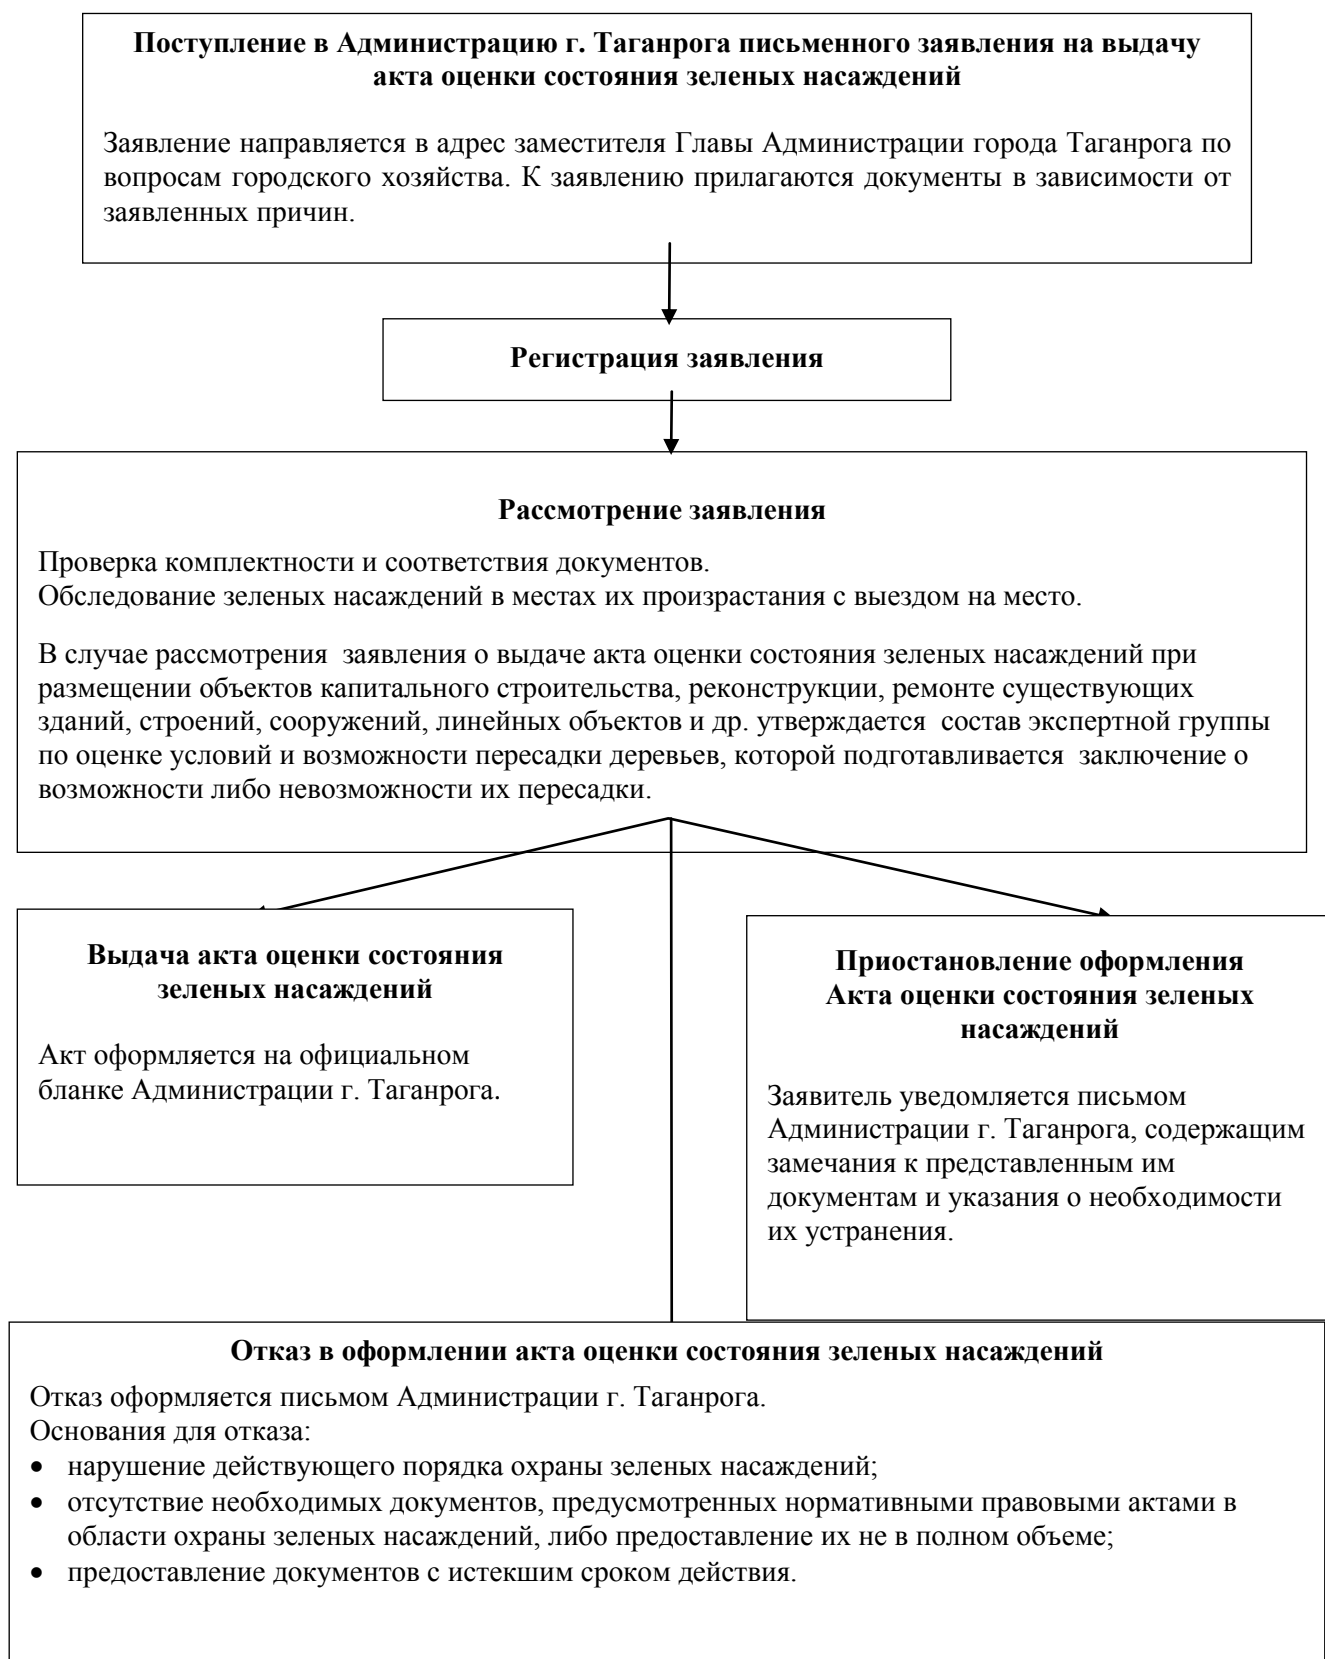 Поступление в Администрацию г. Таганрога письменного заявления на выдачу
акта оценки состояния зеленых насаждений
Заявление направляется в адрес заместителя Главы Администрации города Таганрога по
вопросам городского хозяйства. К заявлению прилагаются документы в зависимости от
заявленных причин.
Регистрация заявления
Рассмотрение заявления
Проверка комплектности и соответствия документов.
Обследование зеленых насаждений в местах их произрастания с выездом на место.
В случае рассмотрения заявления о выдаче акта оценки состояния зеленых насаждений при
размещении объектов капитального строительства, реконструкции, ремонте существующих
зданий, строений, сооружений, линейных объектов и др. утверждается состав экспертной группы
по оценке условий и возможности пересадки деревьев, которой подготавливается заключение о
возможности либо невозможности их пересадки.
Выдача акта оценки состояния
зеленых насаждений
Акт оформляется на официальном
бланке Администрации г. Таганрога.
Приостановление оформления
Акта оценки состояния зеленых
насаждений
Заявитель уведомляется письмом
Администрации г. Таганрога, содержащим
замечания к представленным им
документам и указания о необходимости
их устранения.
Отказ в оформлении акта оценки состояния зеленых насаждений
Отказ оформляется письмом Администрации г. Таганрога.
Основания для отказа:
• нарушение действующего порядка охраны зеленых насаждений;
• отсутствие необходимых документов, предусмотренных нормативными правовыми актами в
области охраны зеленых насаждений, либо предоставление их не в полном объеме;
• предоставление документов с истекшим сроком действия.